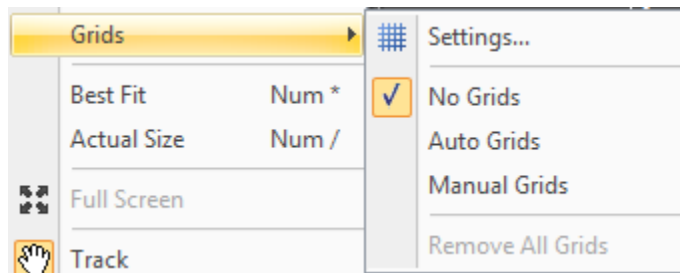 Grids
Best Fit Num *
Actual Size Num /
Full Screen
Track
Settings...
No Grids
Auto Grids
Manual Grids
Remove All Grids